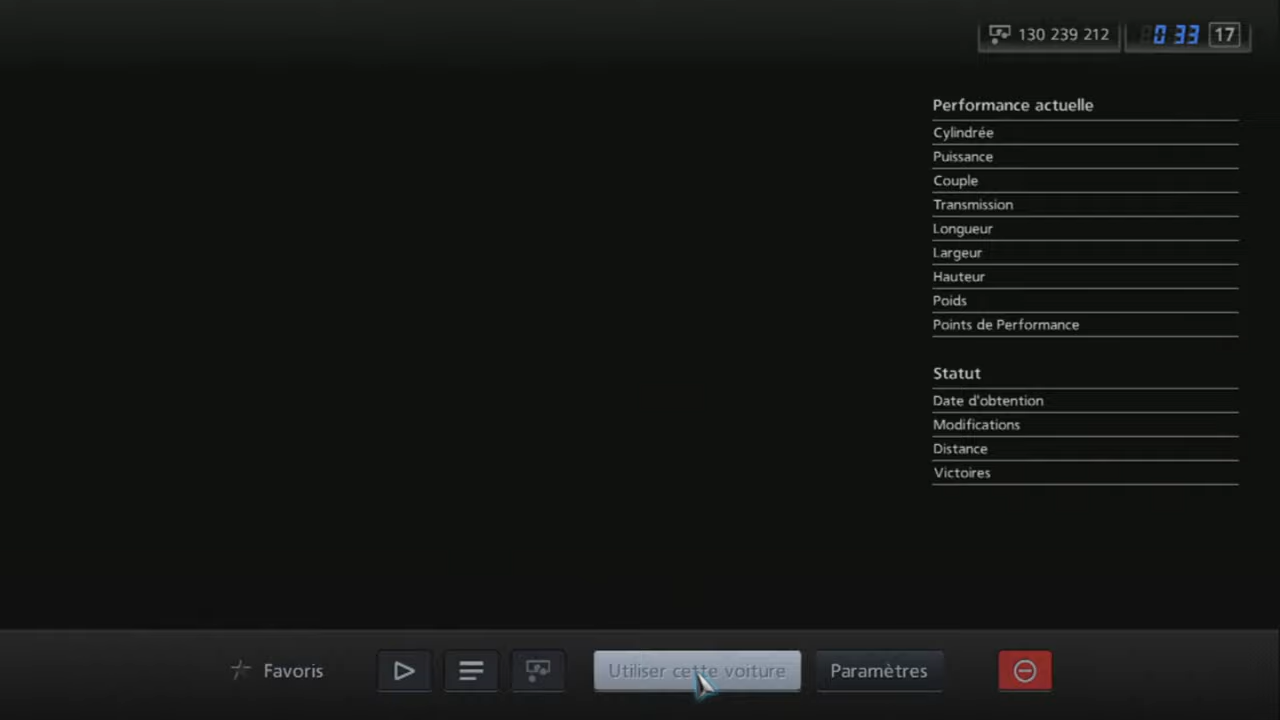 130 239 212
0 33 17
Performance actuelle
Cylindrée
Puissance
Couple
Transmission
Longueur
Largeur
Hauteur
Poids
Points de Performance
Statut
Date d'obtention
Modifications
Distance
Victoires
Favoris
Utiliser cette voiture
Paramètres